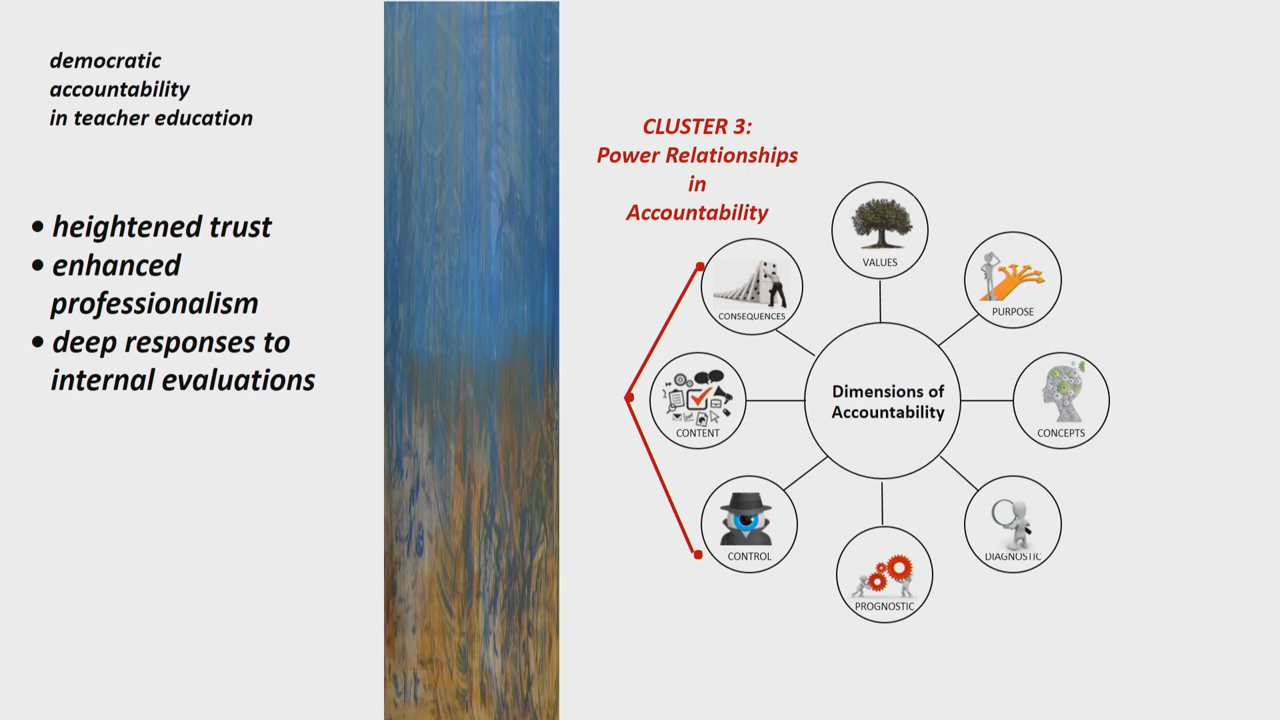 democratic
accountability
in teacher education
• heightened trust
• enhanced
professionalism
• deep responses to
internal evaluations
CLUSTER 3:
Power Relationships
in
Accountability
VALUES
PURPOSE
CONCEPTS
DIAGNOSTIC
PROGNOSTIC
CONTROL
CONTENT
CONSEQUENCES
Dimensions of
Accountability